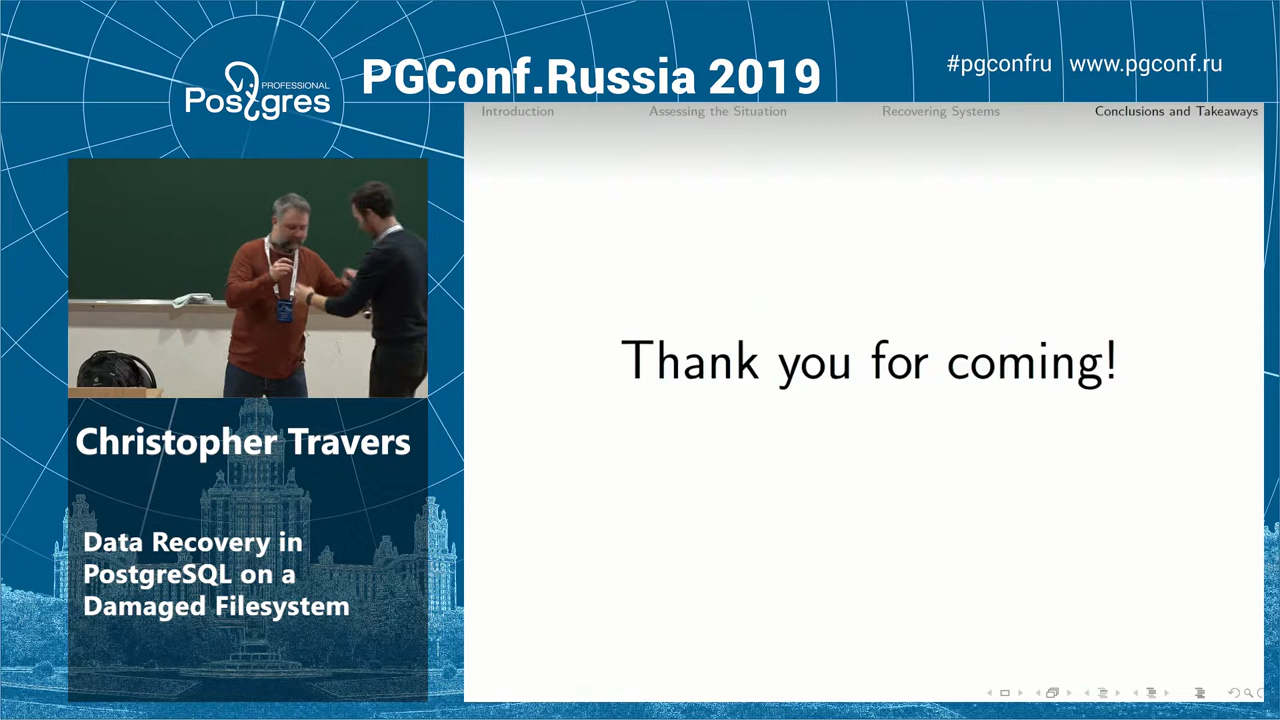 PROFESSIONAL
Postgres
PGConf.Russia 2019
#pgconfru www.pgconf.ru
Introduction
Assessing the Situation
Recovering Systems
Conclusions and Takeaways
Thank you for coming!
Christopher Travers
Data Recovery in
PostgreSQL on a
Damaged Filesystem